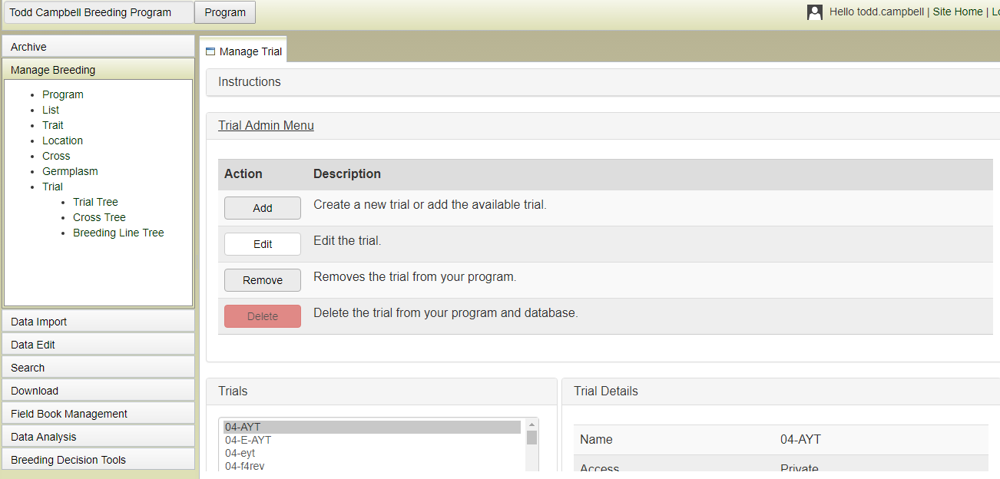 Todd Campbell Breeding Program
Program
Hello todd.campbell | Site Home |
Archive
Manage Breeding
Program
List
Trait
Location
Cross
Germplasm
Trial
Trial Tree
Cross Tree
Breeding Line Tree
Data Import
Data Edit
Search
Download
Field Book Management
Data Analysis
Breeding Decision Tools
Manage Trial
Instructions
Trial Admin Menu
Action Description
Add Create a new trial or add the available trial.
Edit Edit the trial.
Remove Removes the trial from your program.
Delete Delete the trial from your program and database.
Trials
04-AYT
04-E-AYT
04-eyt
04-f4rev
Trial Details
Name 04-AYT
Access Private